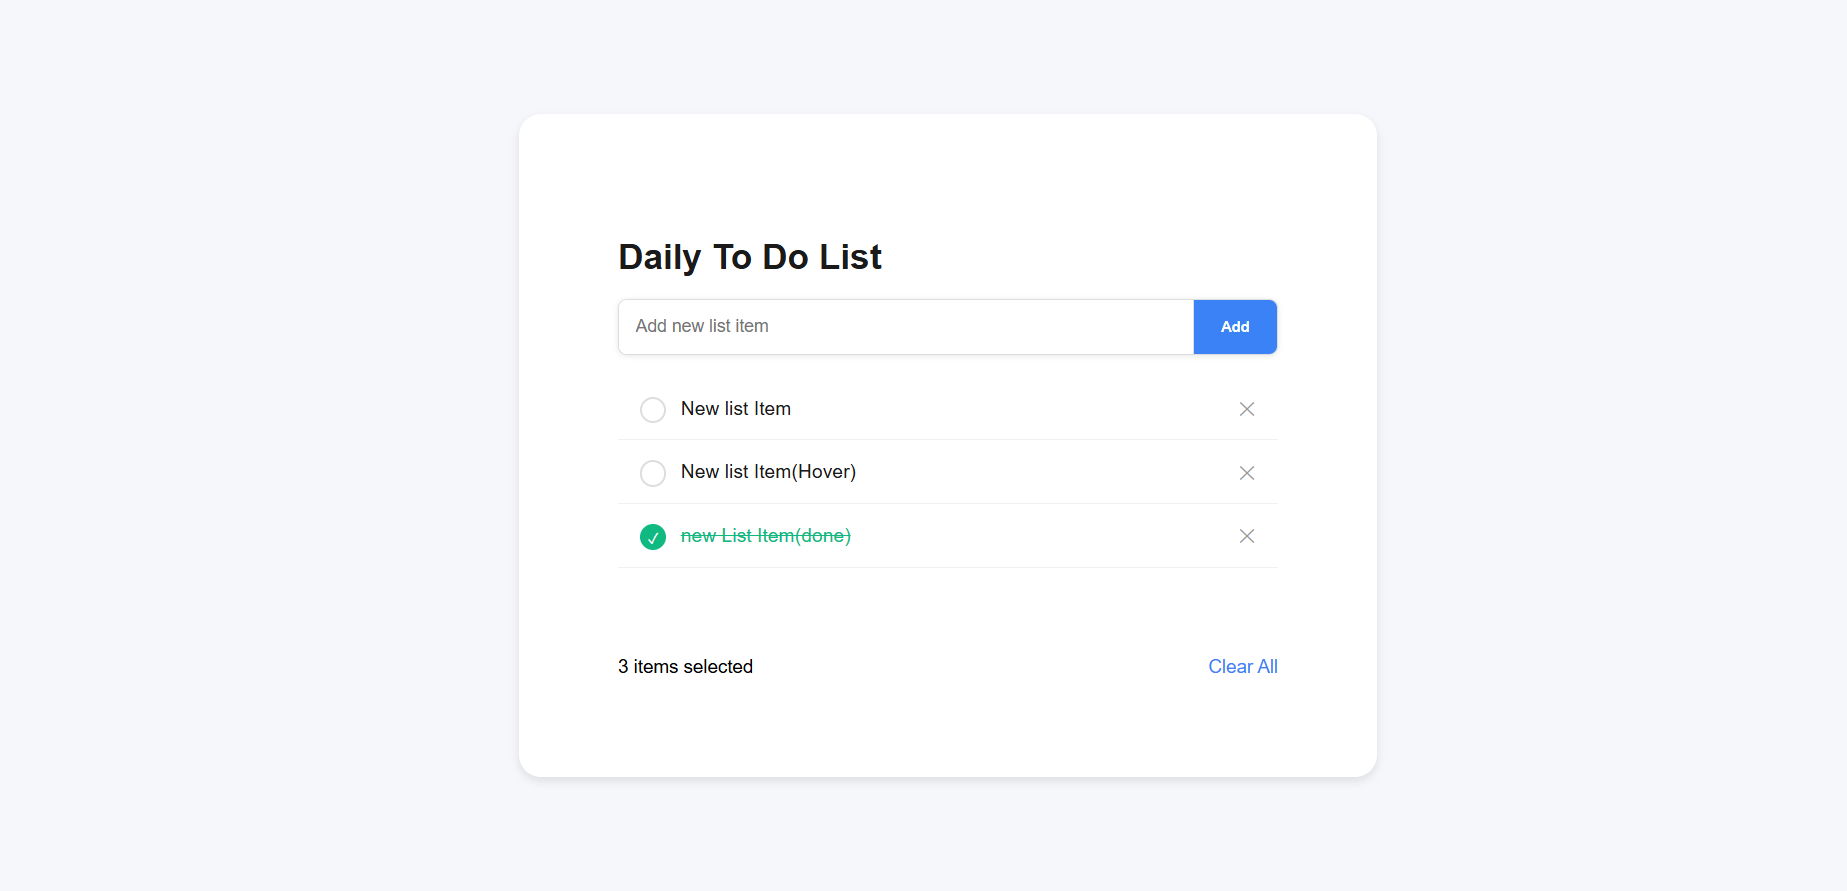 Daily To Do List
Add new list item
Add
New list Item
New list Item(Hover)
new List Item(done)
3 items selected
Clear All